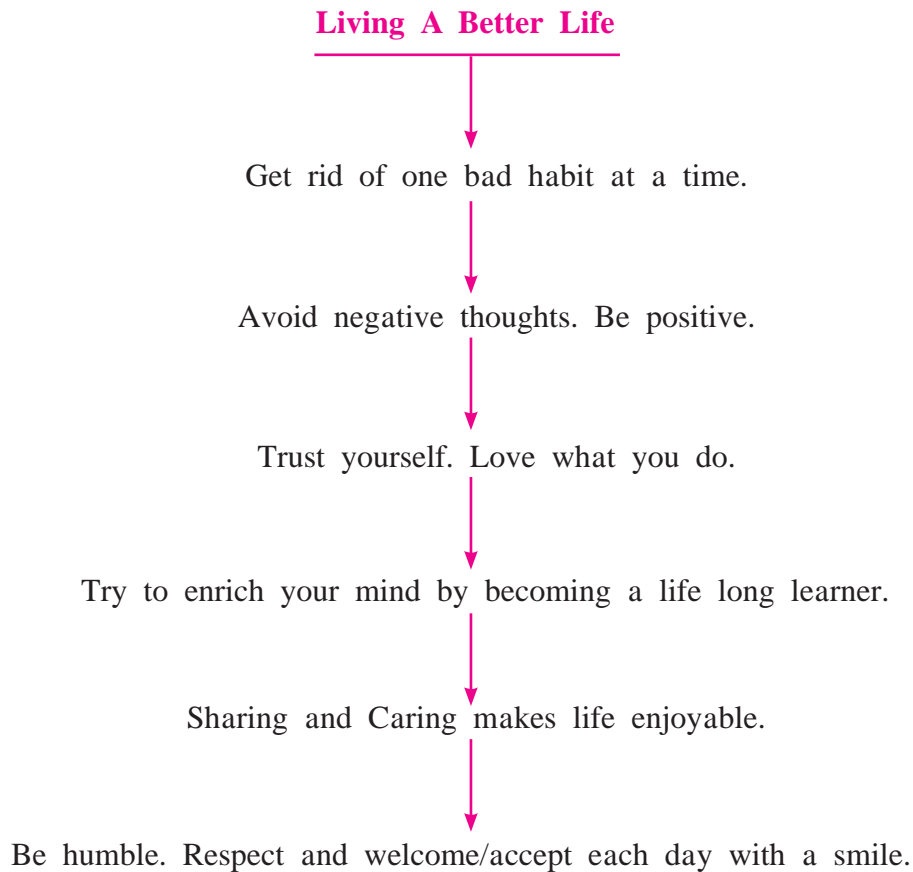 Living A Better Life
Get rid of one bad habit at a time.
Avoid negative thoughts. Be positive.
Trust yourself. Love what you do.
Try to enrich your mind by becoming a life long learner.
Sharing and Caring makes life enjoyable.
Be humble. Respect and welcome/accept each day with a smile.